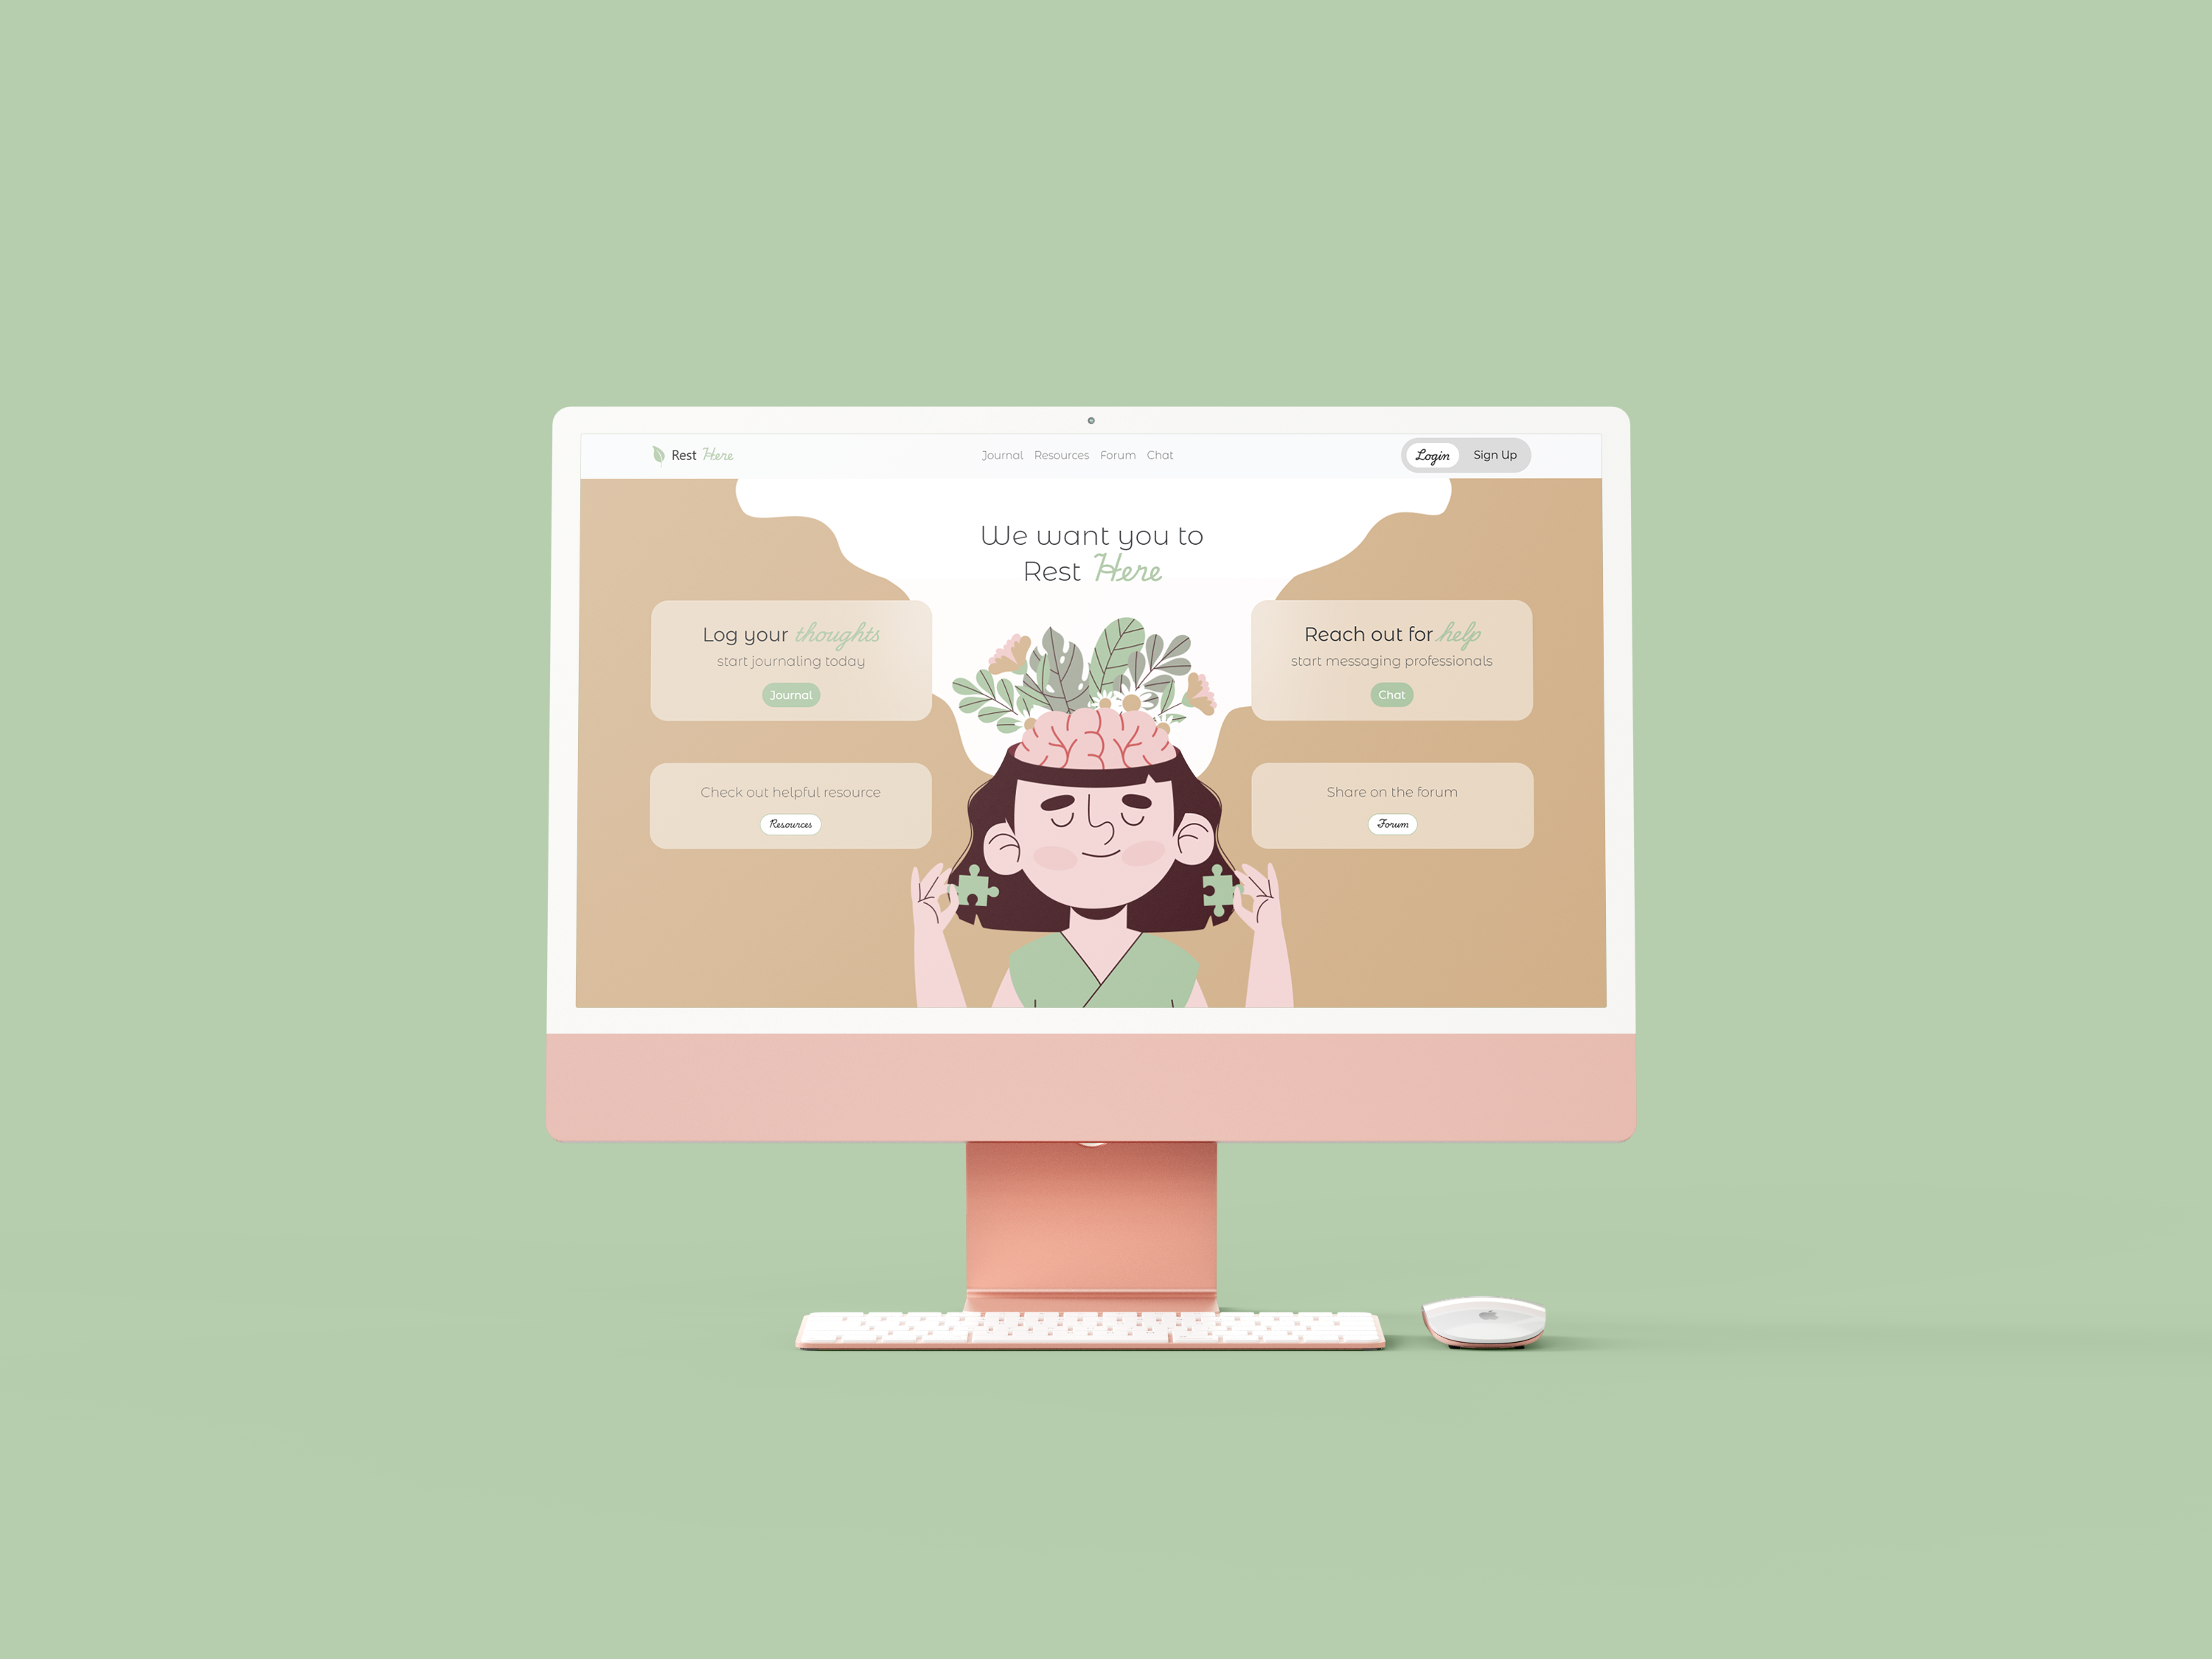 Rest Here
Journal Resources Forum Chat
Login Sign Up
We want you to
Rest Here
Log your thoughts
start journaling today
Journal
Reach out for help
start messaging professionals
Chat
Check out helpful resource
Resources
Share on the forum
Forum